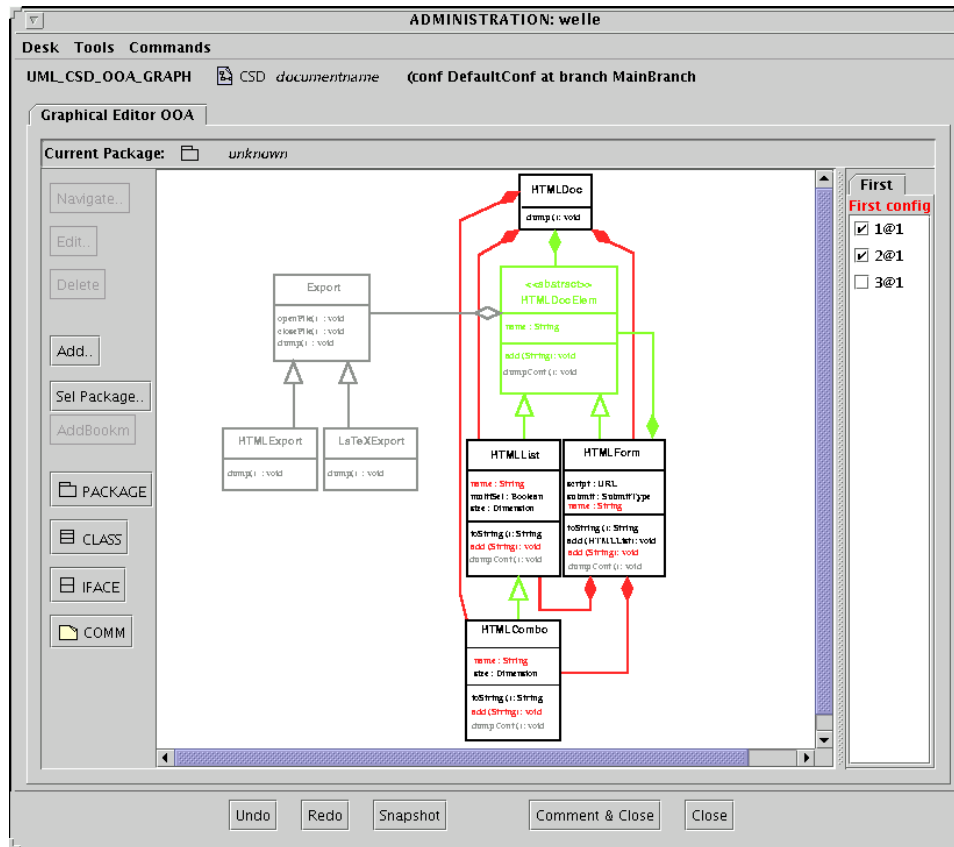 ADMINISTRATION: welle
Desk Tools Commands
UML_CSD_OOA_GRAPH CSD documentname (conf DefaultConf at branch MainBranch
Graphical Editor OOA
Current Package: unknown
Navigate..
Edit..
Delete
Add..
Sel Package..
AddBookm
PACKAGE
CLASS
IFACE
COMM
HTMLDoc
dump(): void
<<abstract>>
HTMLDocElem
name : String
add(String): void
dumpCont(): void
Export
openFile() : void
closeFile() : void
dump() : void
HTMLExport
dump() : void
LaTeXExport
dump() : void
HTMLList
name : String
multSel : Boolean
size : Dimension
toString(): String
add(String): void
dumpCont(): void
HTMLForm
script : URL
submit : SubmitType
name : String
toString(): String
add(HTMLList): void
add(String): void
dumpCont(): void
HTMLCombo
name : String
size : Dimension
toString(): String
add(String): void
dumpCont(): void
First
First config
1@1
2@1
3@1
Undo Redo Snapshot Comment & Close Close